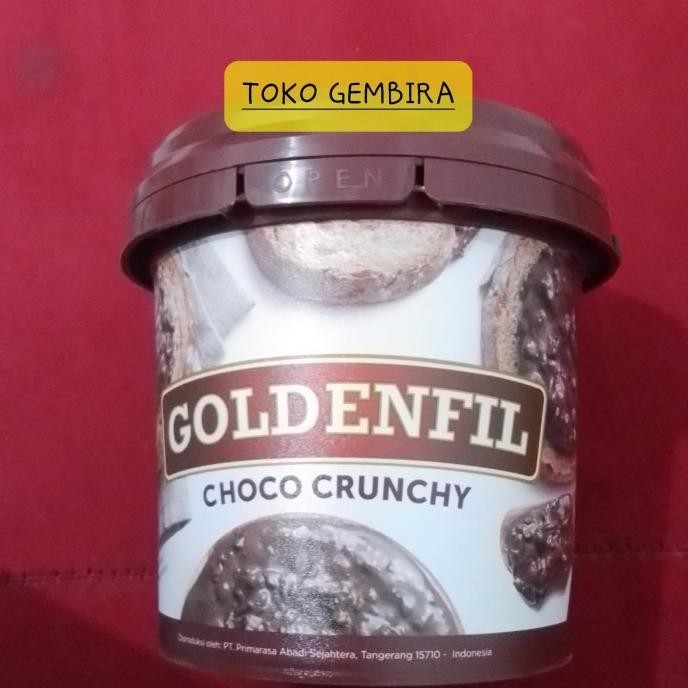 TOKO GEMBIRA
OPEN
GOLDENFIL
CHOCO CRUNCHY
Diproduksi oleh: PT. Primarasa Abadi Sejahtera, Tangerang 15710 - Indonesia